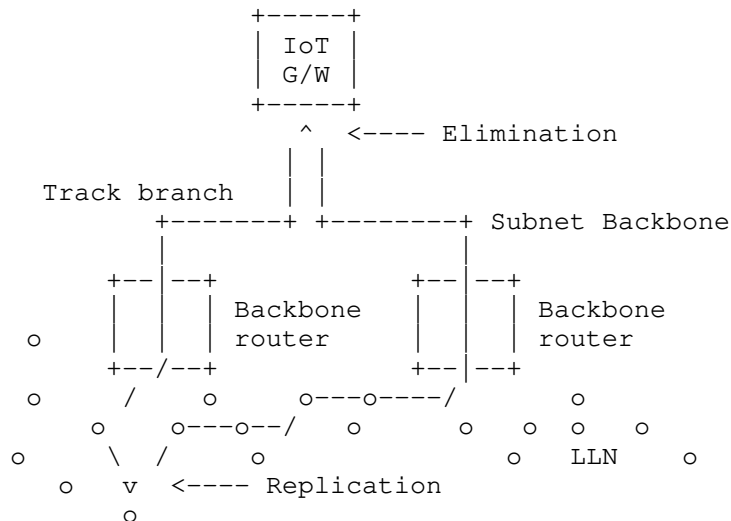 IoT
G/W
<---- Elimination
Track branch
Subnet Backbone
Backbone Backbone
router router
LLN
<---- Replication